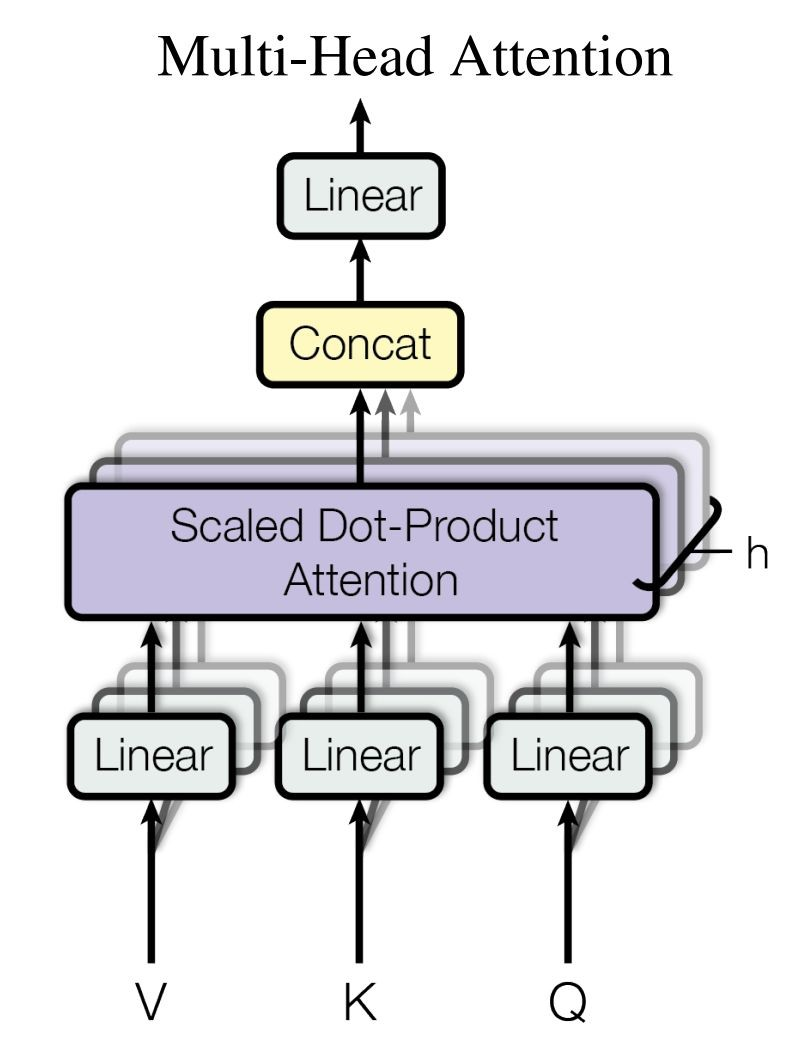 Multi-Head Attention
Linear
Concat
Scaled Dot-Product
Attention
h
Linear Linear Linear
V K Q